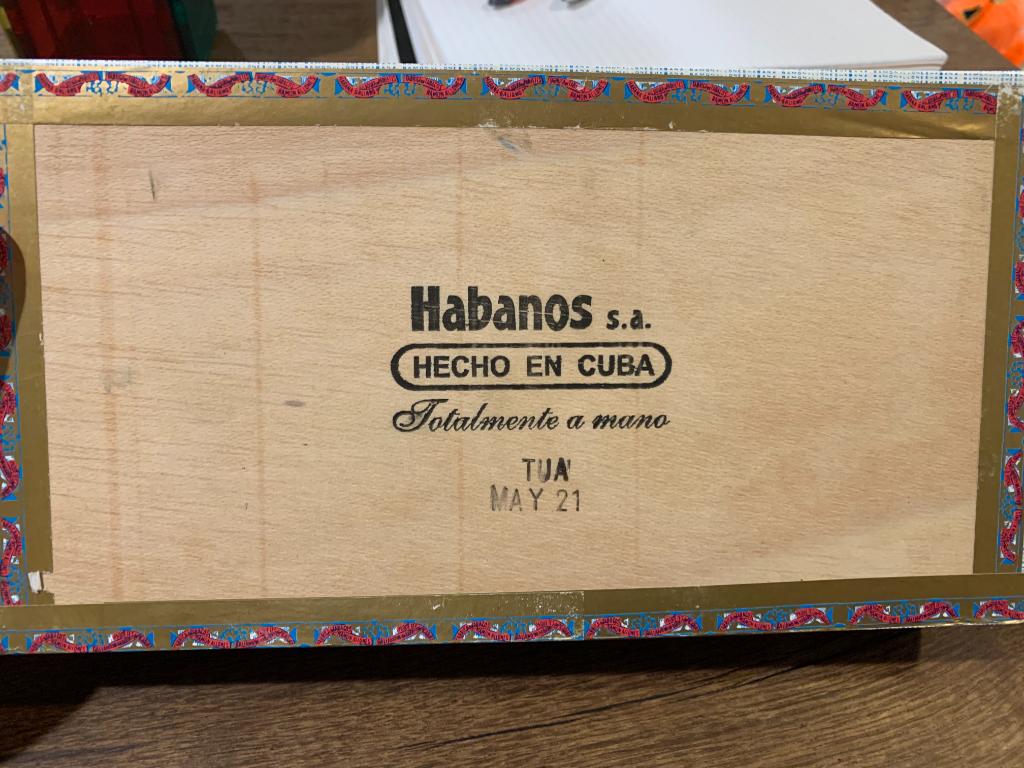 Habanos s.a.
HECHO EN CUBA
Totalmente a mano
TUA
MAY 21